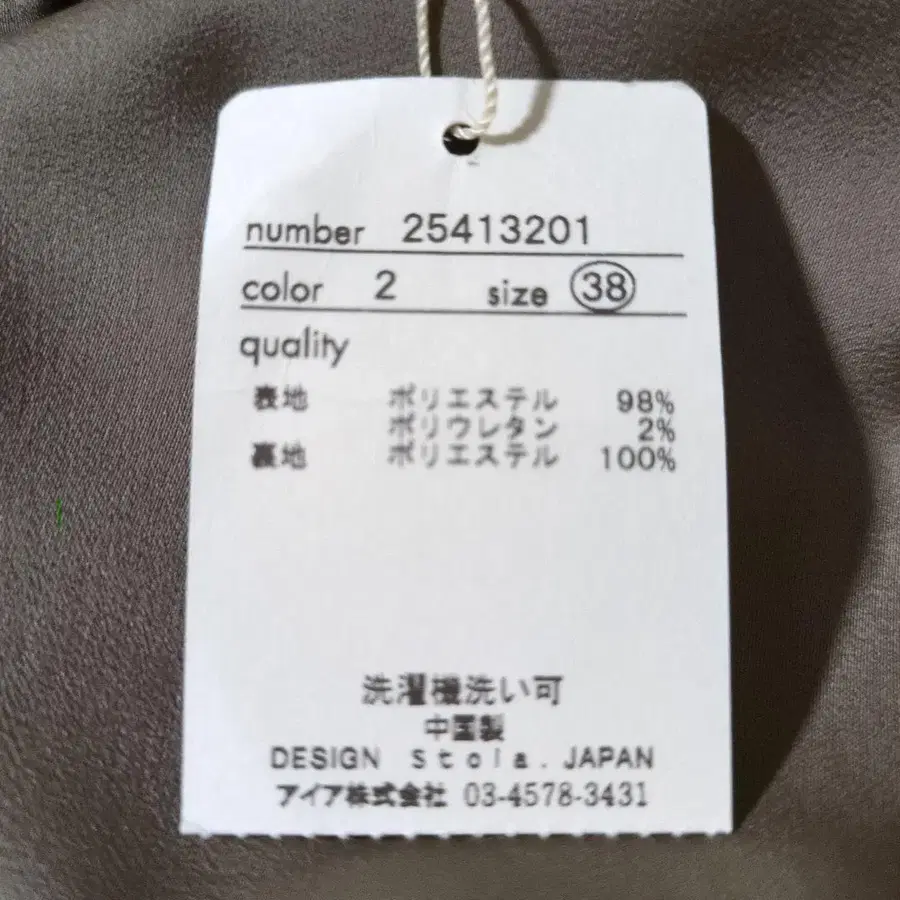 number 25413201
color 2 size 38
quality
表地 ポリエステル 98%
ポリウレタン 2%
裏地 ポリエステル 100%
洗濯機洗い可
中国製
DESIGN Stola. JAPAN
アイア株式会社 03-4578-3431